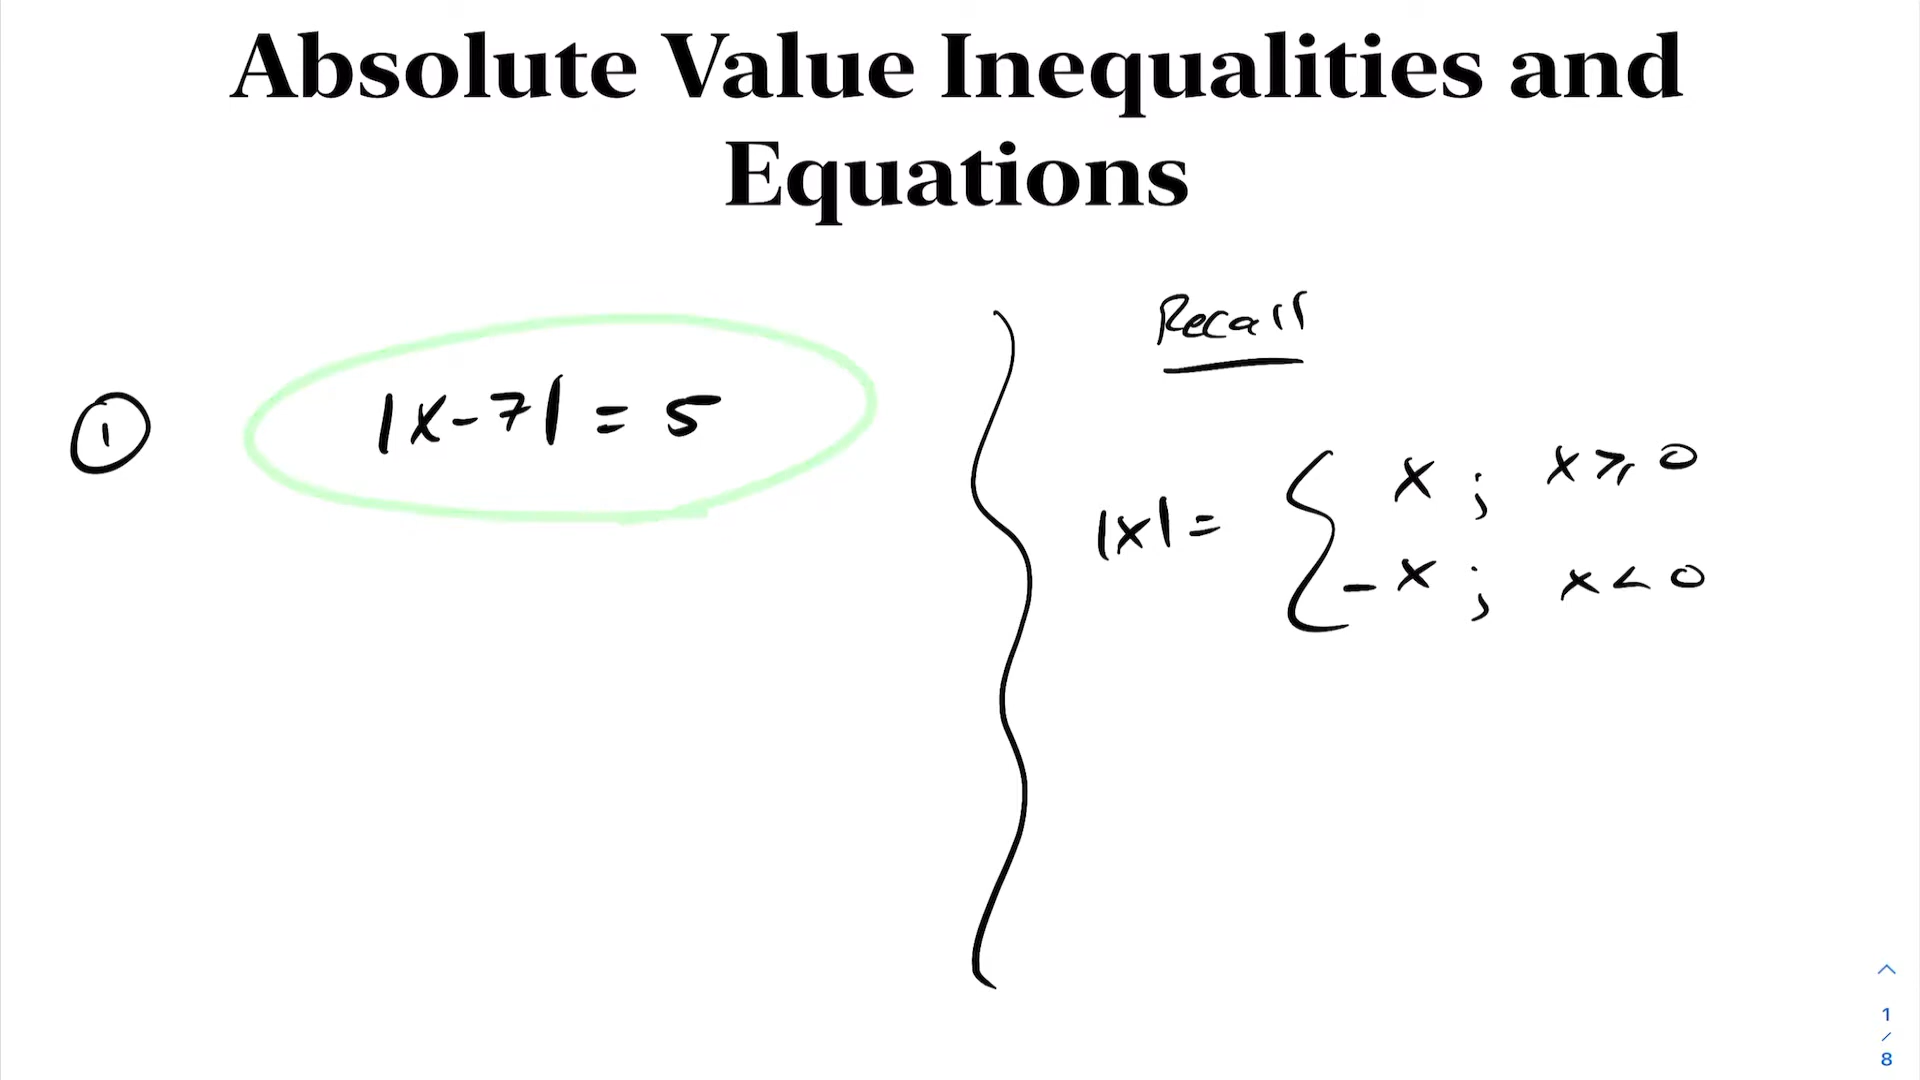 Absolute Value Inequalities and
Equations
① |x-7| = 5
Recall
|x| = { x ; x ⩾ 0
-x ; x < 0
1
/
8